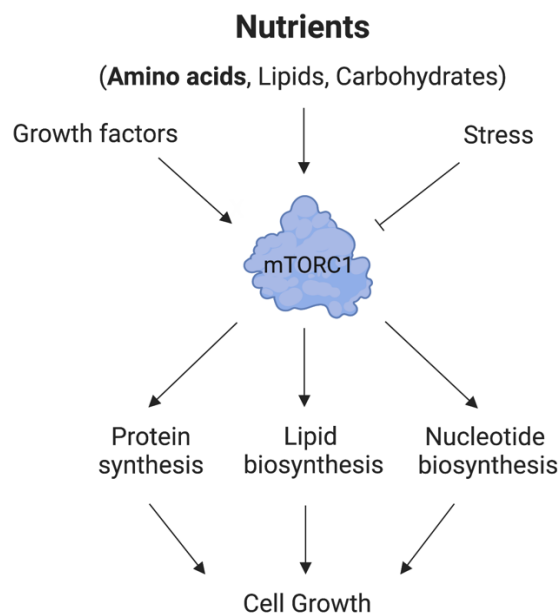 Nutrients
(Amino acids, Lipids, Carbohydrates)
Growth factors
Stress
mTORC1
Protein
synthesis
Lipid
biosynthesis
Nucleotide
biosynthesis
Cell Growth